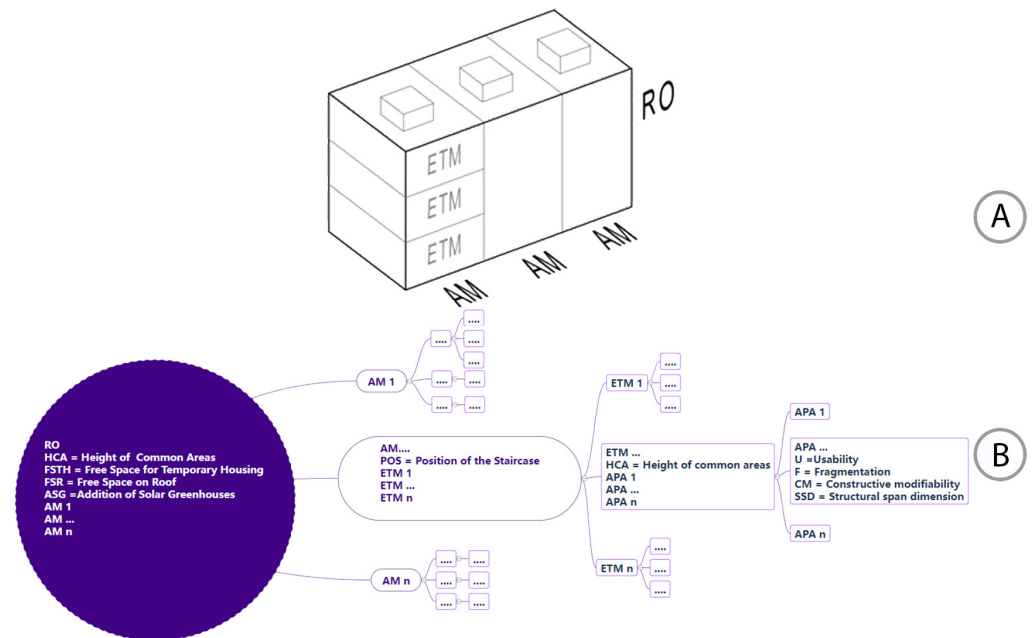 RO
ETM
ETM
ETM
AM
AM
AM
A
RO
HCA = Height of  Common Areas
FSTH = Free Space for Temporary Housing
FSR = Free Space on Roof
ASG =Addition of Solar Greenhouses
AM 1
AM ...
AM n
AM 1
....
....
....
....
....
....
....
....
AM....
POS = Position of the Staircase
ETM 1
ETM ...
ETM n
AM n
....
....
....
....
....
....
ETM 1
....
....
....
ETM ...
HCA = Height of common areas
APA 1
APA ...
APA n
ETM n
....
....
....
APA 1
APA ...
U =Usability
F = Fragmentation
CM = Constructive modifiability
SSD = Structural span dimension
APA n
B